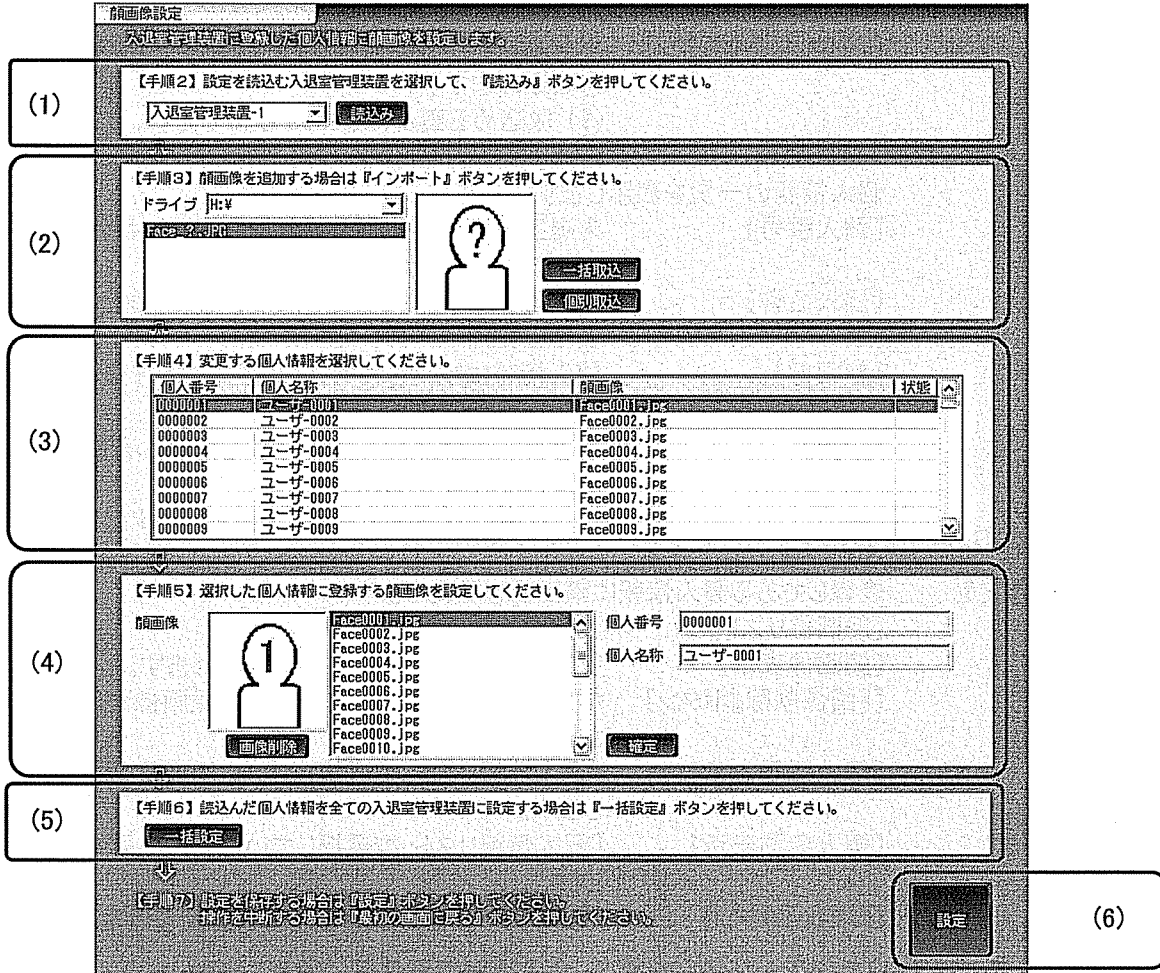 顔画像設定
入退室管理装置に登録した個人情報に顔画像を設定します。
(1)
【手順2】設定を読込む入退室管理装置を選択して、『読込み』ボタンを押してください。
入退室管理装置-1 読込み
(2)
【手順3】顔画像を追加する場合は『インポート』ボタンを押してください。
ドライブ H:¥
Face-?.JPG
?
一括取込
個別取込
(3)
【手順4】変更する個人情報を選択してください。
個人番号 個人名称 顔画像 状態
0000001 ユーザ-0001 Face0001.jpg
0000002 ユーザ-0002 Face0002.jpg
0000003 ユーザ-0003 Face0003.jpg
0000004 ユーザ-0004 Face0004.jpg
0000005 ユーザ-0005 Face0005.jpg
0000006 ユーザ-0006 Face0006.jpg
0000007 ユーザ-0007 Face0007.jpg
0000008 ユーザ-0008 Face0008.jpg
0000009 ユーザ-0009 Face0009.jpg
(4)
【手順5】選択した個人情報に登録する顔画像を設定してください。
顔画像
1
画像削除
Face0001.jpg
Face0002.jpg
Face0003.jpg
Face0004.jpg
Face0005.jpg
Face0006.jpg
Face0007.jpg
Face0008.jpg
Face0009.jpg
Face0010.jpg
個人番号 0000001
個人名称 ユーザ-0001
確定
(5)
【手順6】読込んだ個人情報を全ての入退室管理装置に設定する場合は『一括設定』ボタンを押してください。
一括設定
【手順7】設定を保存する場合は『設定』ボタンを押してください。
操作を中断する場合は『最初の画面に戻る』ボタンを押してください。
設定
(6)